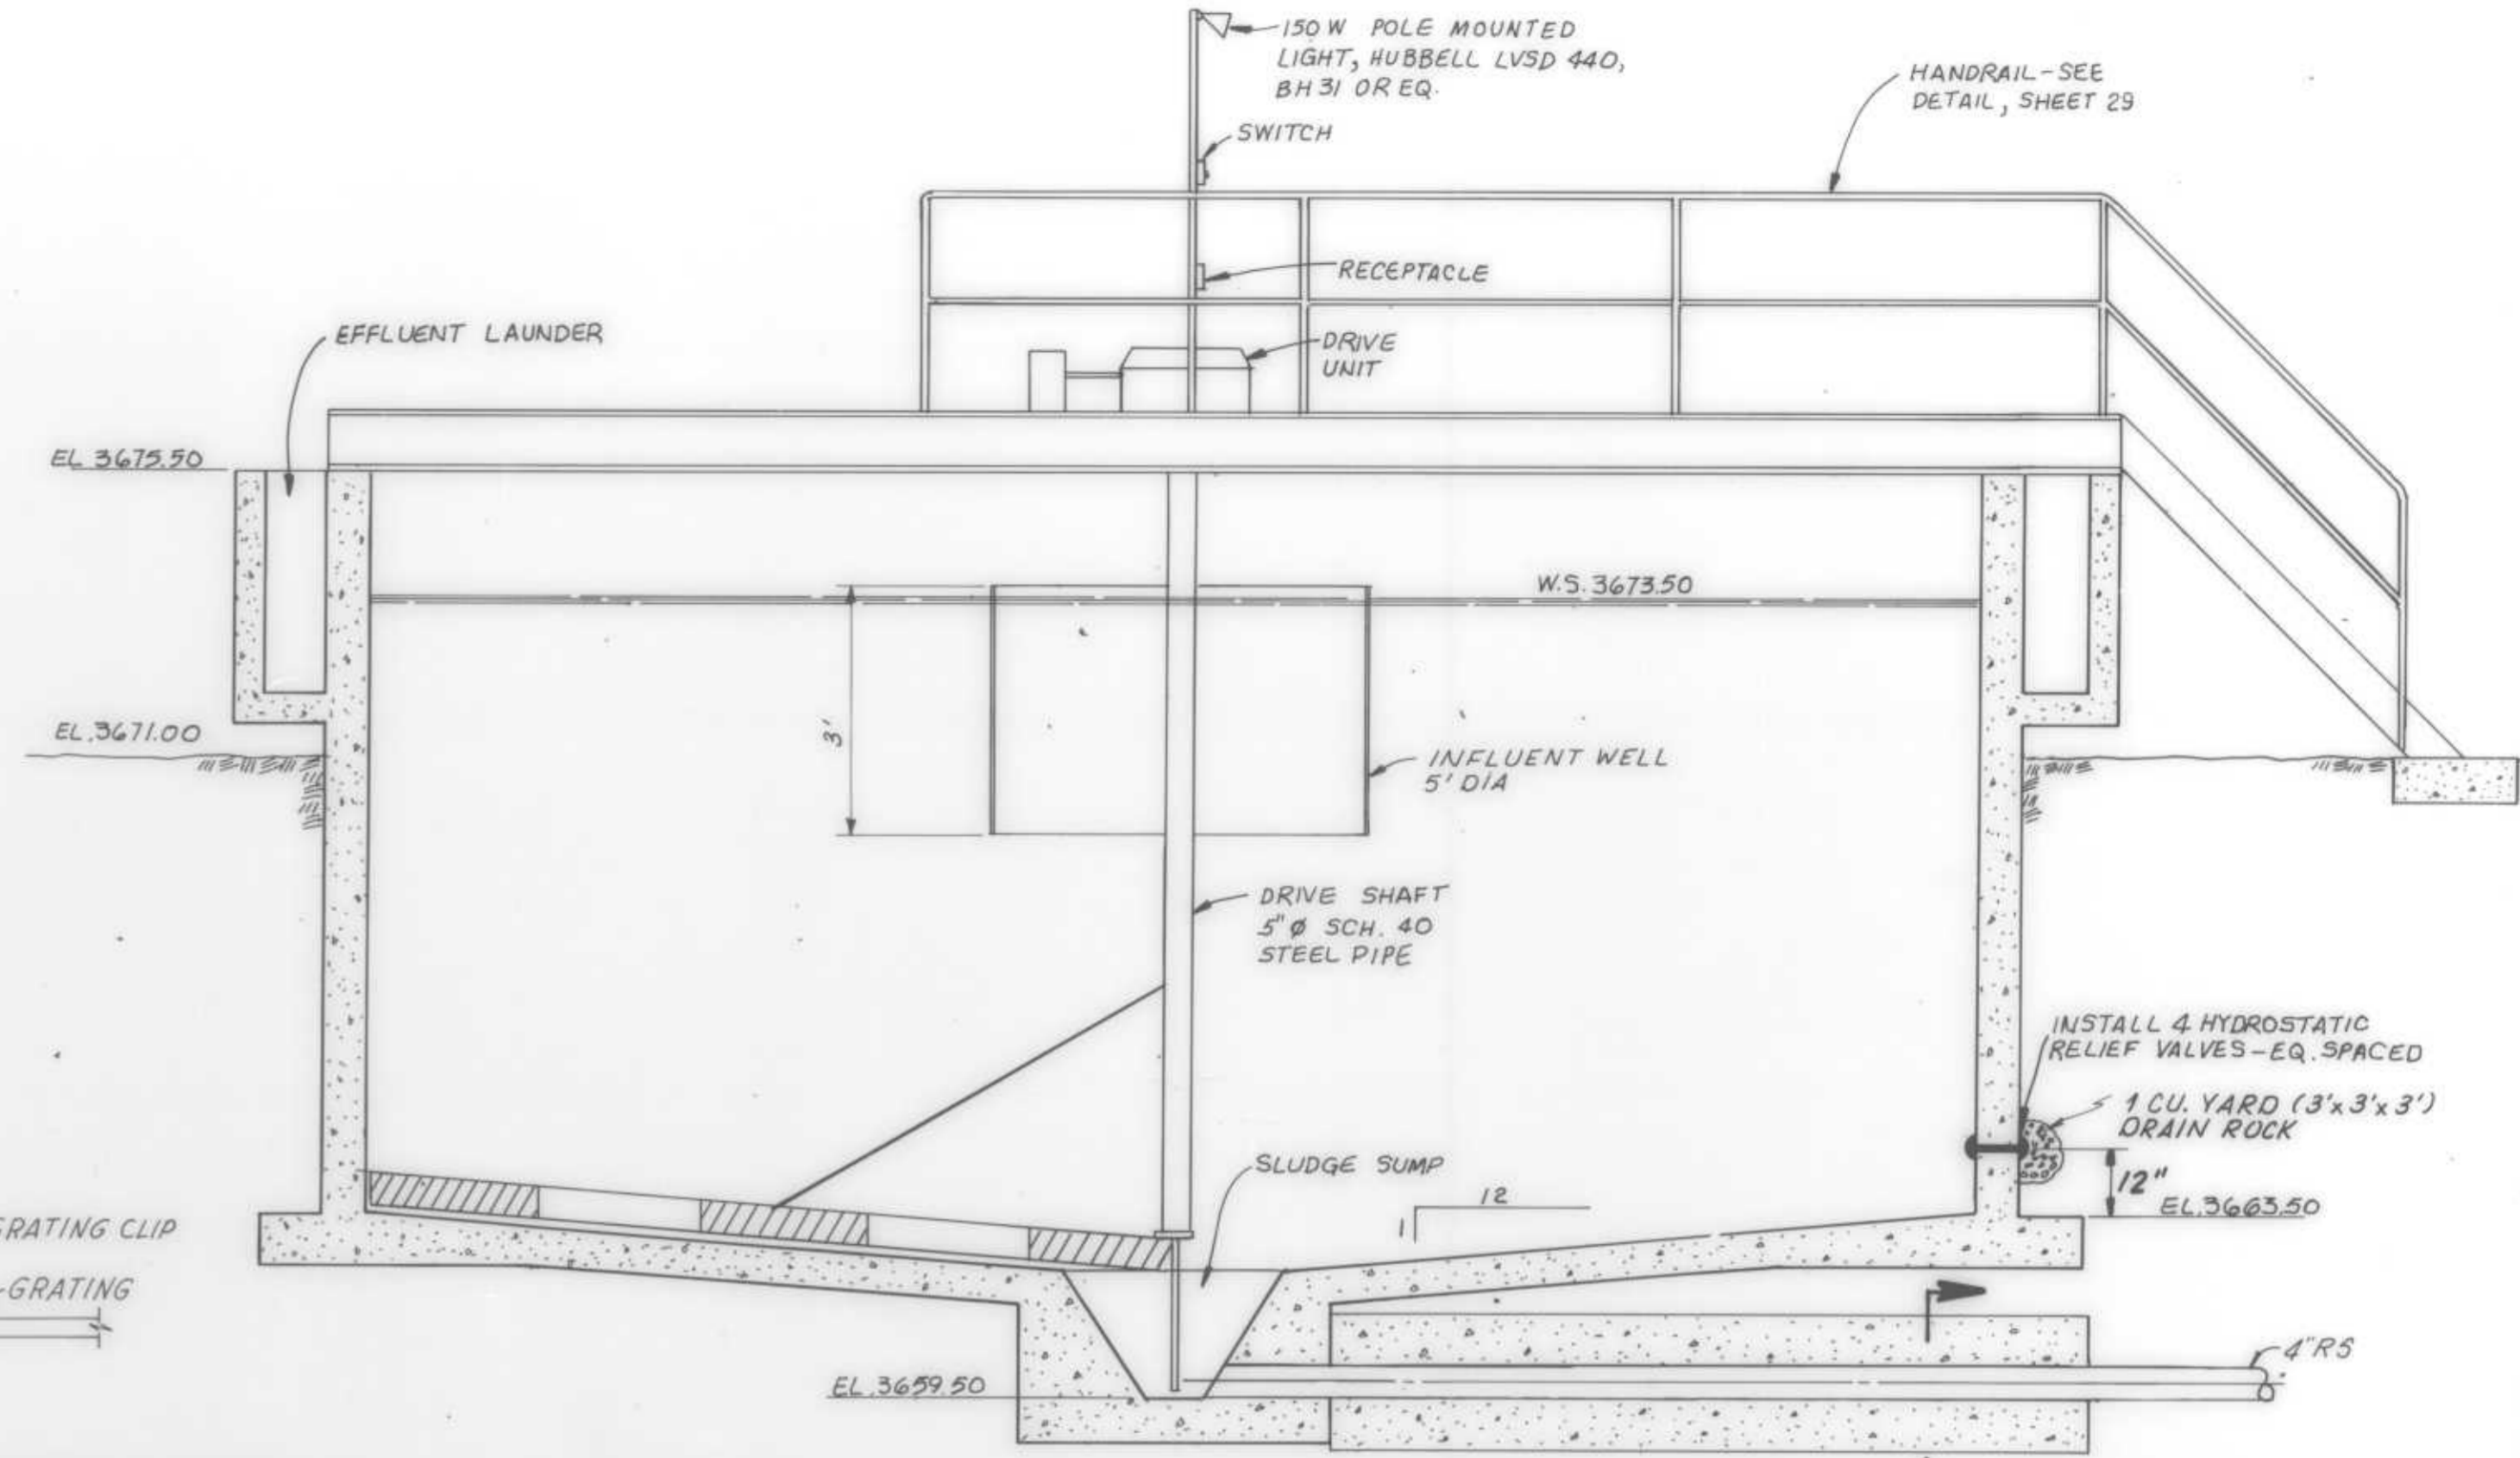 150 W POLE MOUNTED
LIGHT, HUBBELL LVSD 440,
BH 31 OR EQ.
HANDRAIL-SEE
DETAIL, SHEET 29
SWITCH
RECEPTACLE
EFFLUENT LAUNDER
DRIVE
UNIT
EL 3675.50
W.S. 3673.50
EL. 3671.00
3'
INFLUENT WELL
5' DIA
DRIVE SHAFT
5" Ø SCH. 40
STEEL PIPE
INSTALL 4 HYDROSTATIC
RELIEF VALVES-EQ. SPACED
1 CU. YARD (3'x3'x3')
DRAIN ROCK
SLUDGE SUMP
12
1
12"
EL. 3663.50
GRATING CLIP
GRATING
EL. 3659.50
4" RS